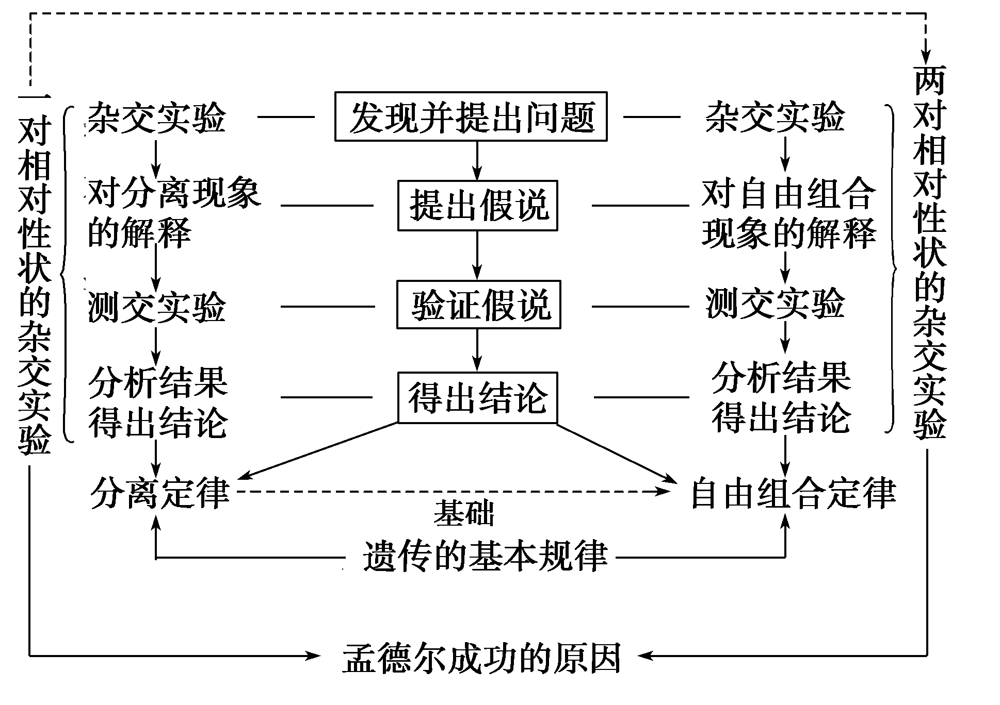 一对相对性状的杂交实验
杂交实验
对分离现象
的解释
测交实验
分析结果
得出结论
分离定律
发现并提出问题
提出假说
验证假说
得出结论
基础
遗传的基本规律
孟德尔成功的原因
杂交实验
对自由组合
现象的解释
测交实验
分析结果
得出结论
自由组合定律
两对相对性状的杂交实验